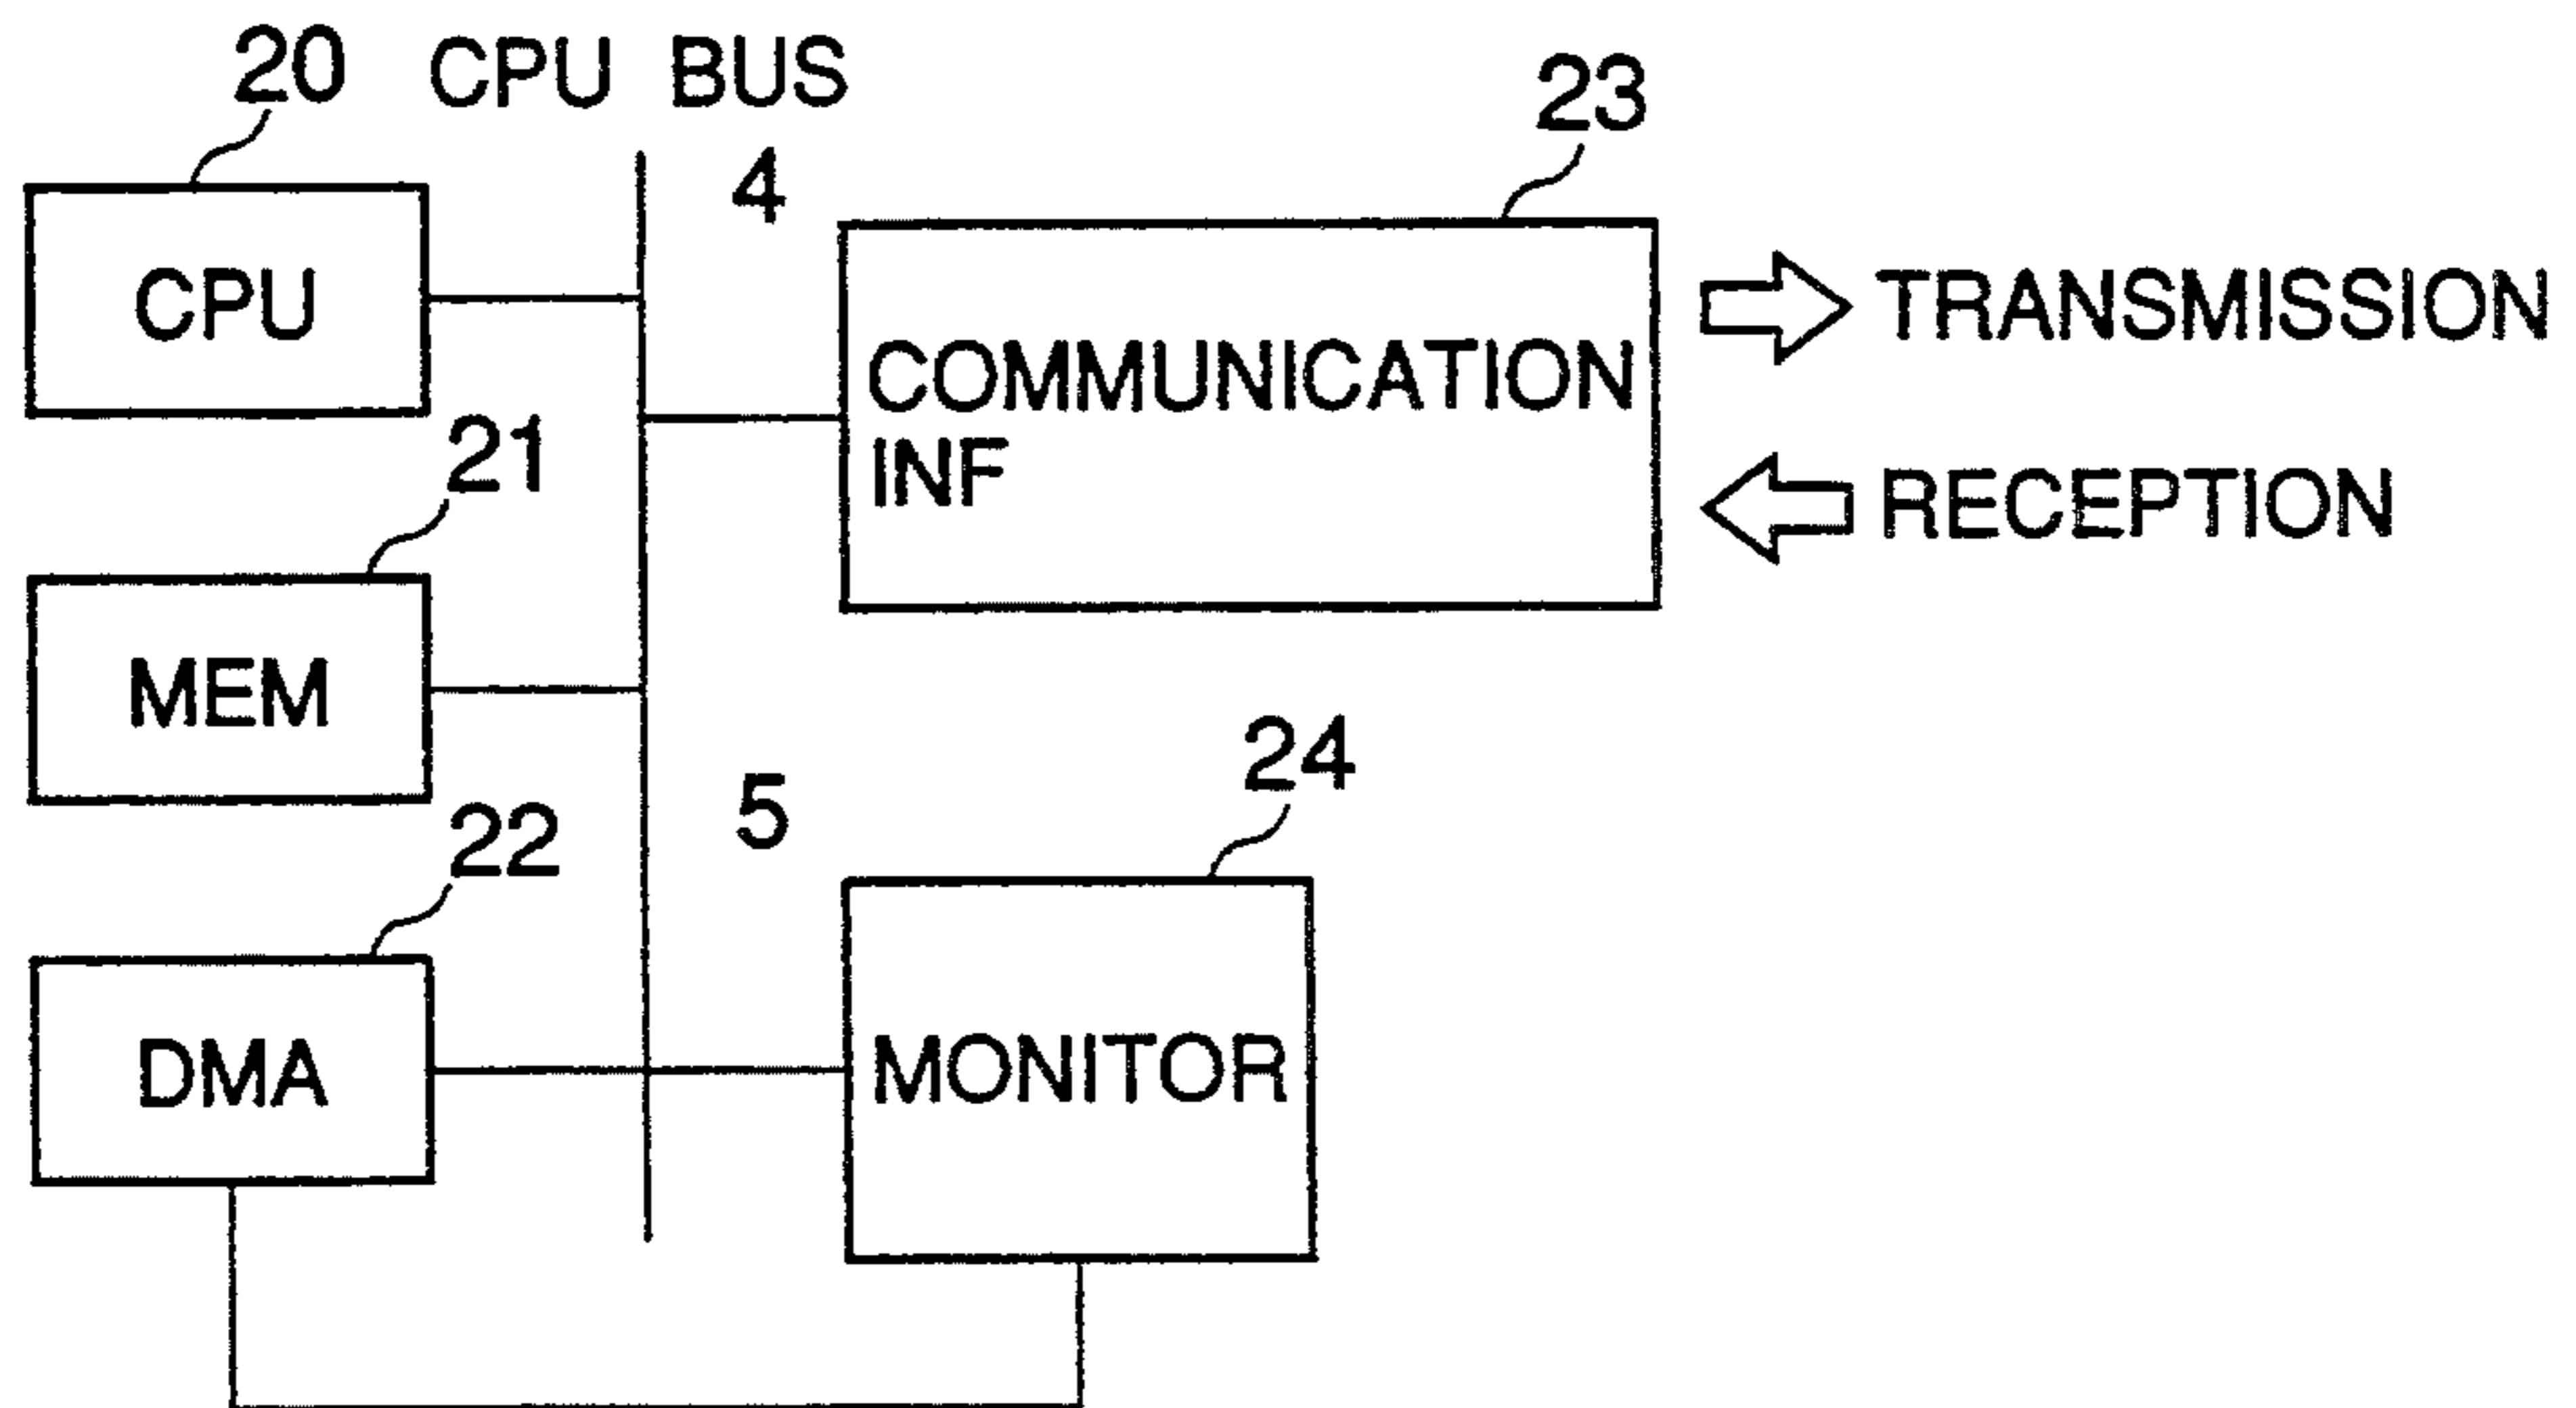 20 CPU BUS
23
4
CPU
TRANSMISSION
COMMUNICATION
INF
21
RECEPTION
MEM
24
5
22
MONITOR
DMA